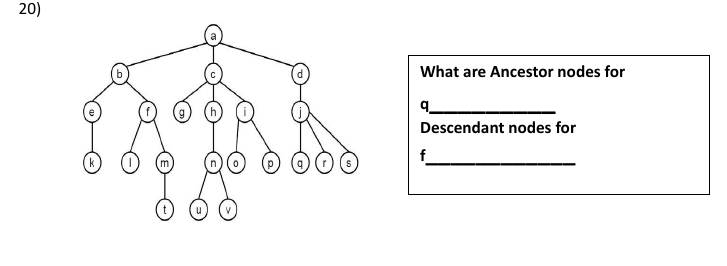 20)
a
b c d
e f g h i j
k l m n o p q r s
t u v
What are Ancestor nodes for
q______________
Descendant nodes for
f_________________